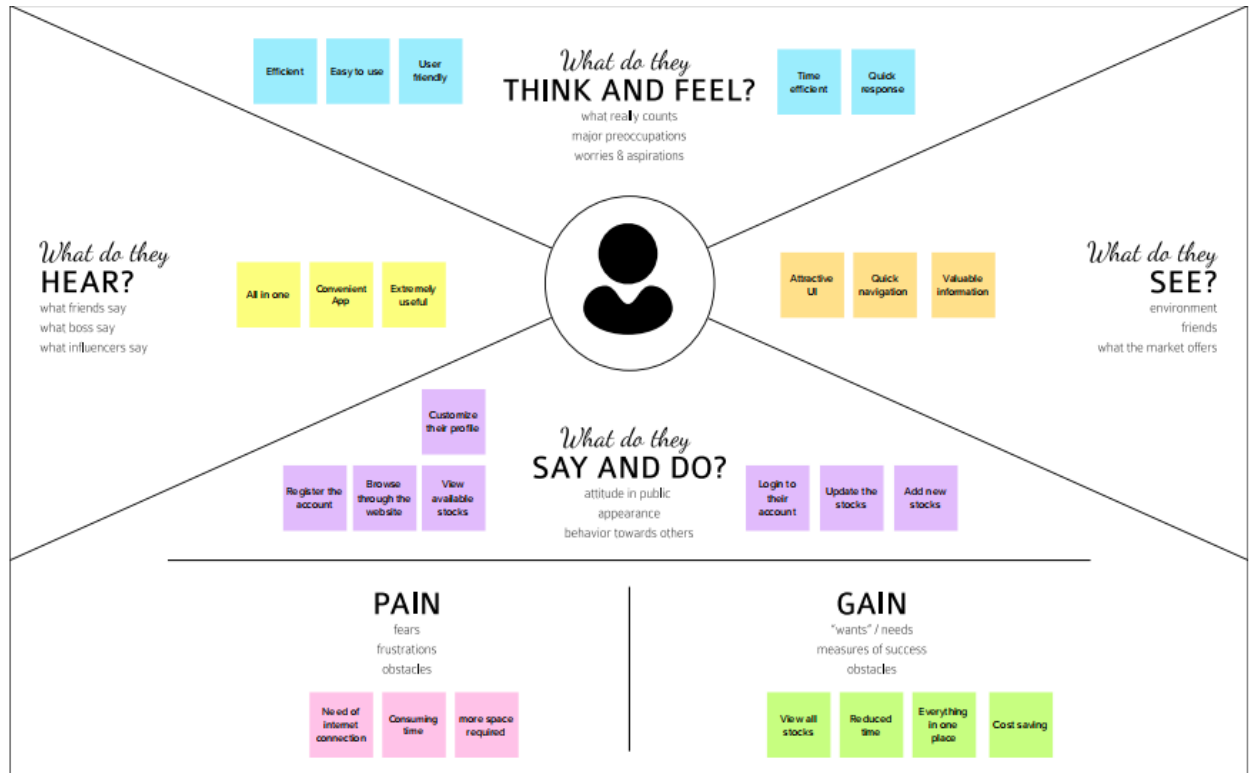 Efficient
Easy to use
User
friendly
What do they
THINK AND FEEL?
what really counts
major preoccupations
worries & aspirations
Time
efficient
Quick
response
What do they
HEAR?
what friends say
what boss say
what influencers say
All in one
Convenient
App
Extremely
useful
Attractive
UI
Quick
navigation
Valuable
information
What do they
SEE?
environment
friends
what the market offers
Customize
their profile
Register the
account
Browse
through the
website
View
available
stocks
What do they
SAY AND DO?
attitude in public
appearance
behavior towards others
Login to
their
account
Update the
stocks
Add new
stocks
PAIN
fears
frustrations
obstacles
Need of
internet
connection
Consuming
time
more space
required
GAIN
"wants" / needs
measures of success
obstacles
View all
stocks
Reduced
time
Everything
in one
place
Cost saving